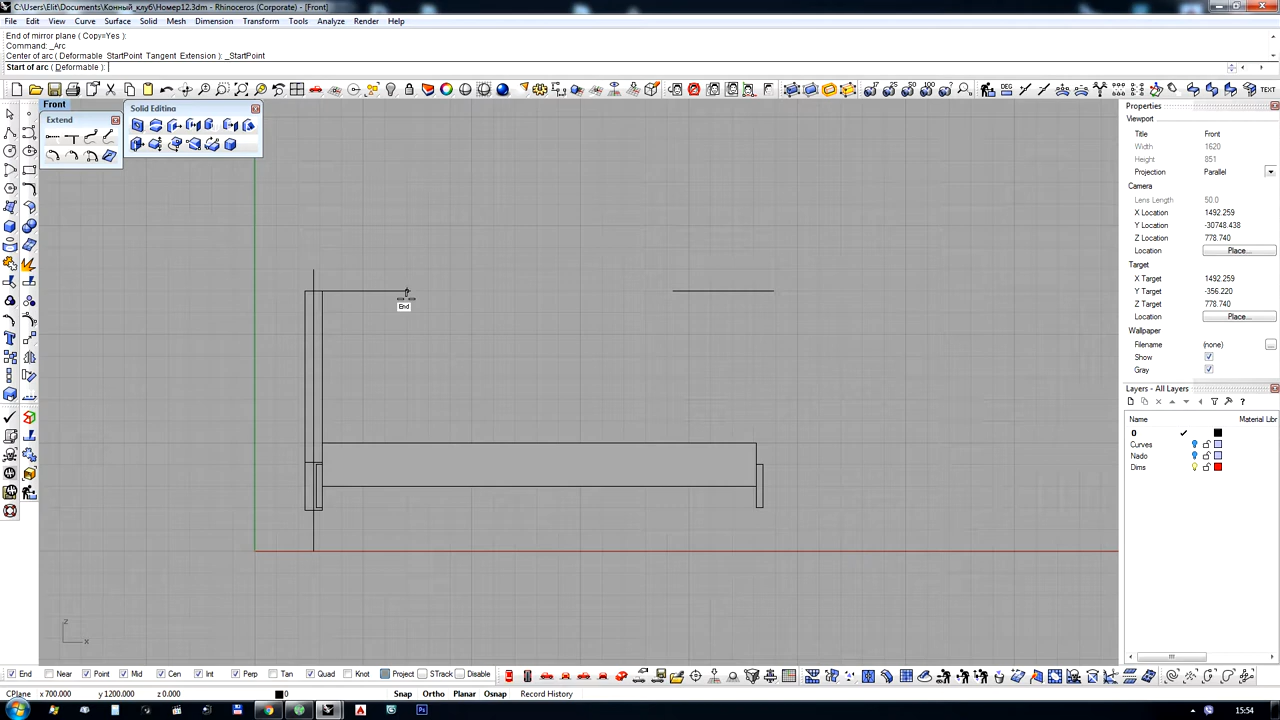 C:\Users\Elit\Documents\Конный_клуб\Номер12.3dm - Rhinoceros (Corporate) - [Front]
File Edit View Curve Surface Solid Mesh Dimension Transform Tools Analyze Render Help
End of mirror plane ( Copy=Yes ):
Command: _Arc
Center of arc ( Deformable StartPoint Tangent Extension ): _StartPoint
Start of arc ( Deformable ):
TEXT
Front
Extend
Solid Editing
End
z
x
Properties
Viewport
Title Front
Width 1620
Height 851
Projection Parallel
Camera
Lens Length 50.0
X Location 1492.259
Y Location -30748.438
Z Location 778.740
Location Place...
Target
X Target 1492.259
Y Target -356.220
Z Target 778.740
Location Place...
Wallpaper
Filename (none)
Show
Gray
Layers - All Layers
Name Material Libr
0
Curves
Nado
Dims
End Near Point Mid Cen Int Perp Tan Quad Knot Project STrack Disable
CPlane x700.000 y 1200.000 z 0.000 0 Snap Ortho Planar Osnap Record History
15:54